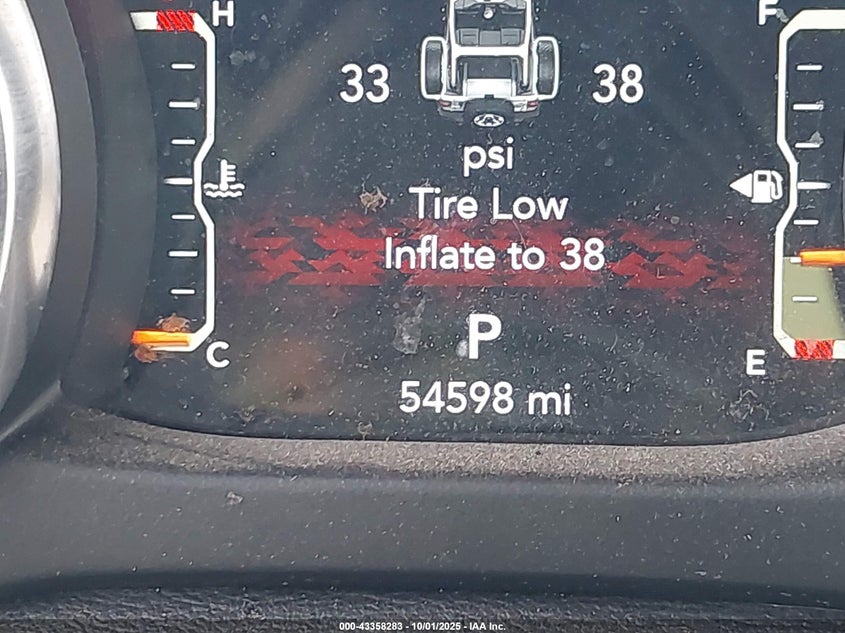 H F
33 38
psi
Tire Low
Inflate to 38
P
C E
54598 mi
000-43358283 - 10/01/2025 - IAA Inc.